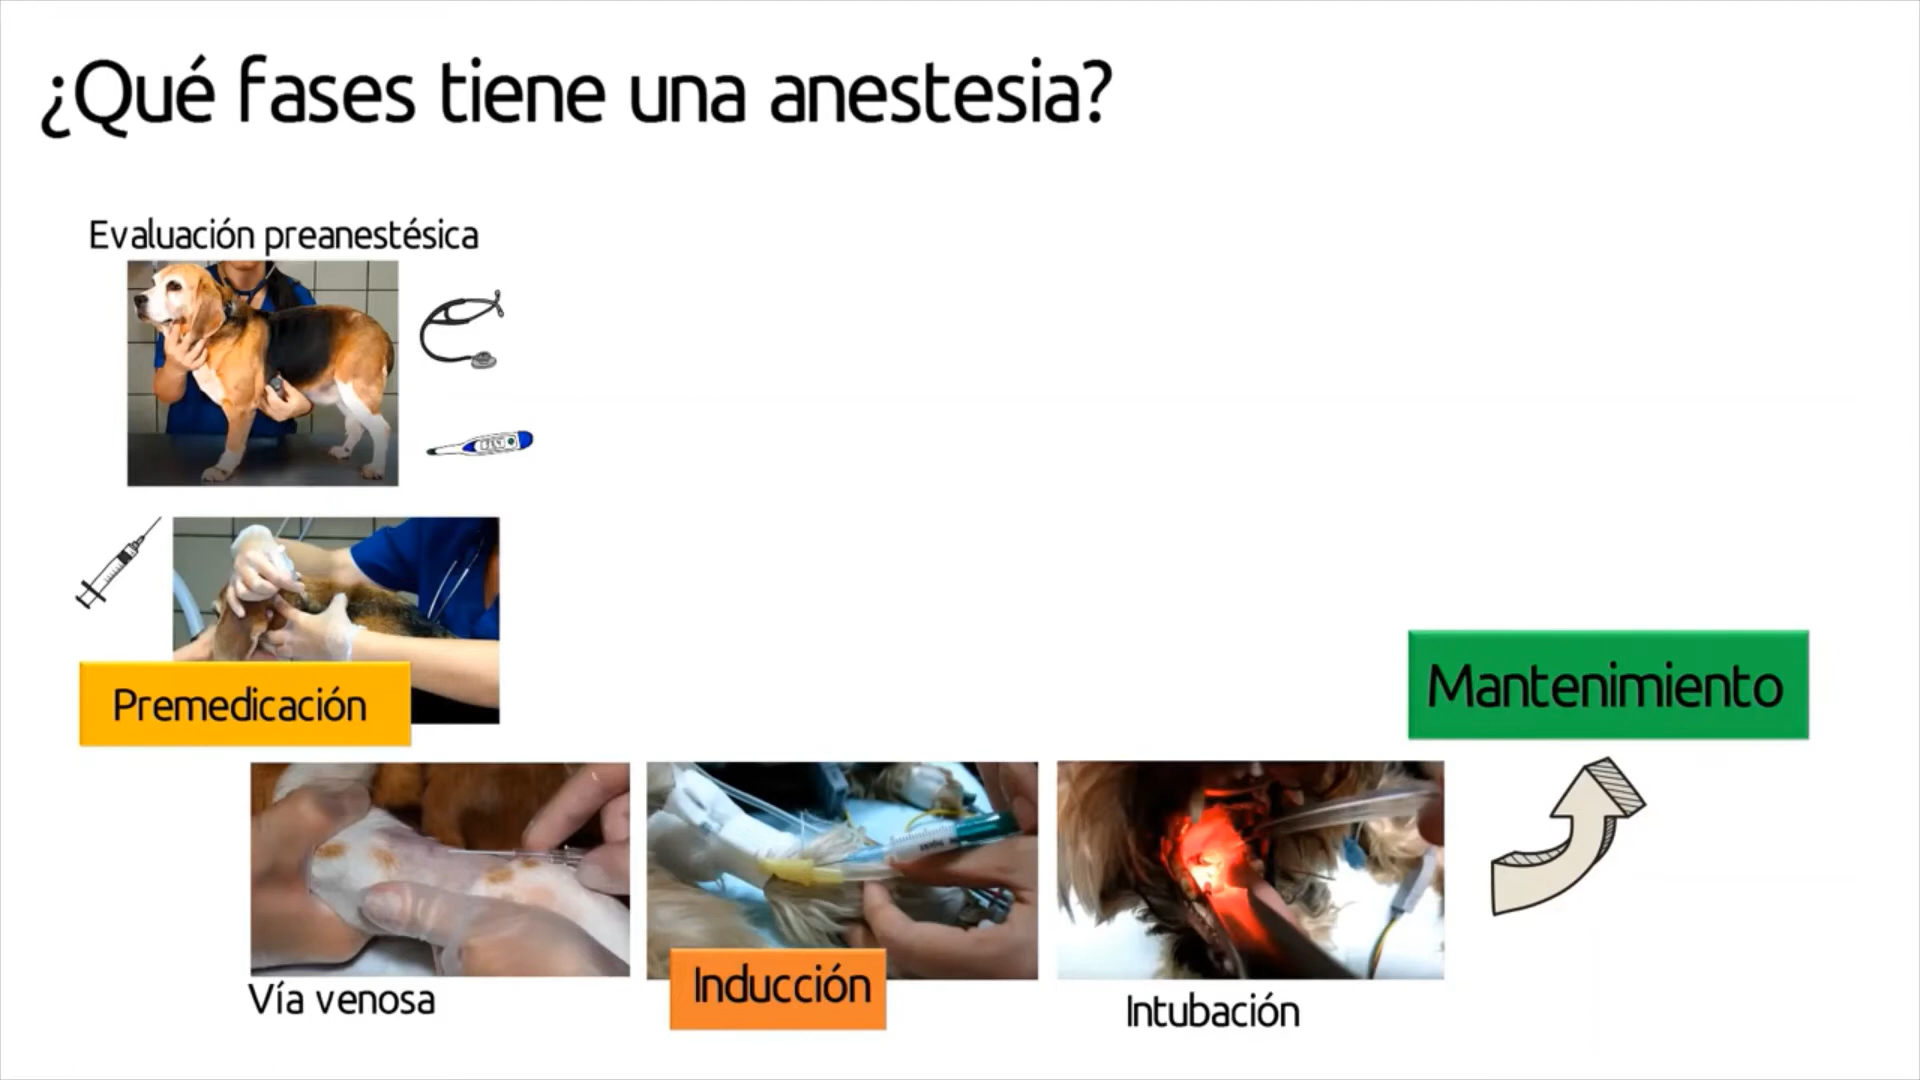 ¿Qué fases tiene una anestesia?
Evaluación preanestésica
Premedicación
Mantenimiento
Vía venosa
Inducción
Intubación